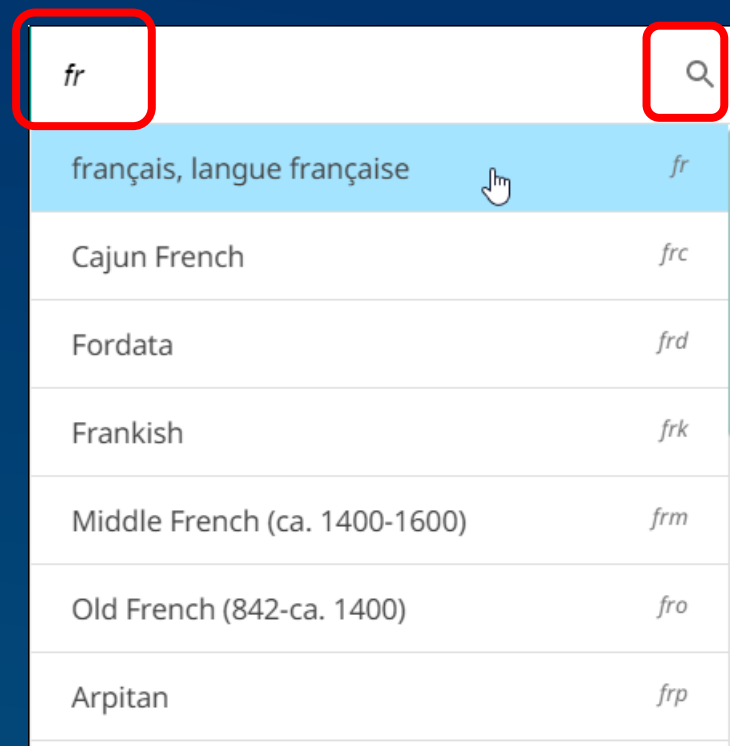 fr
français, langue française fr
Cajun French frc
Fordata frd
Frankish frk
Middle French (ca. 1400-1600) frm
Old French (842-ca. 1400) fro
Arpitan frp